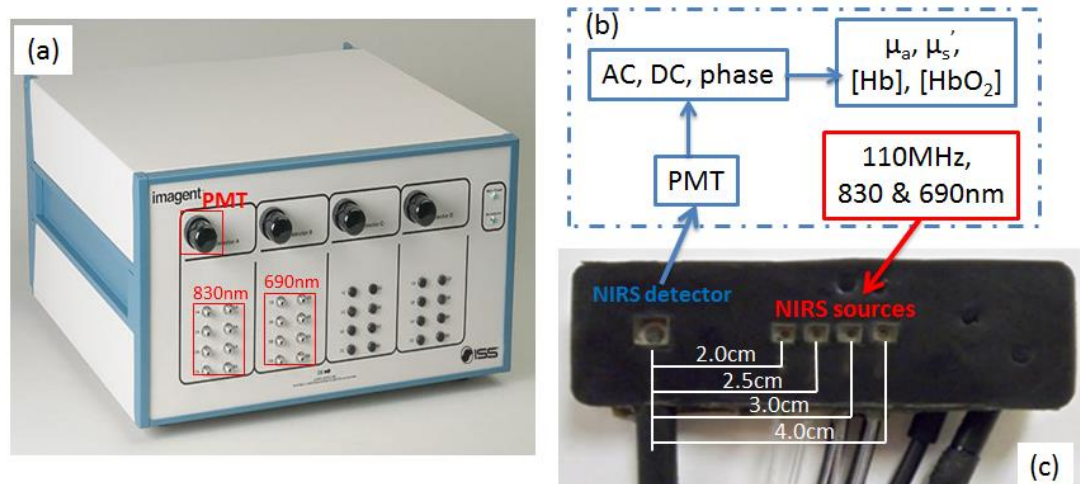 (a)
imagent
PMT
830nm
690nm
ISS
(b)
AC, DC, phase
μₐ, μₛ′,
[Hb], [HbO₂]
PMT
110MHz,
830 & 690nm
NIRS detector
NIRS sources
2.0cm
2.5cm
3.0cm
4.0cm
(c)